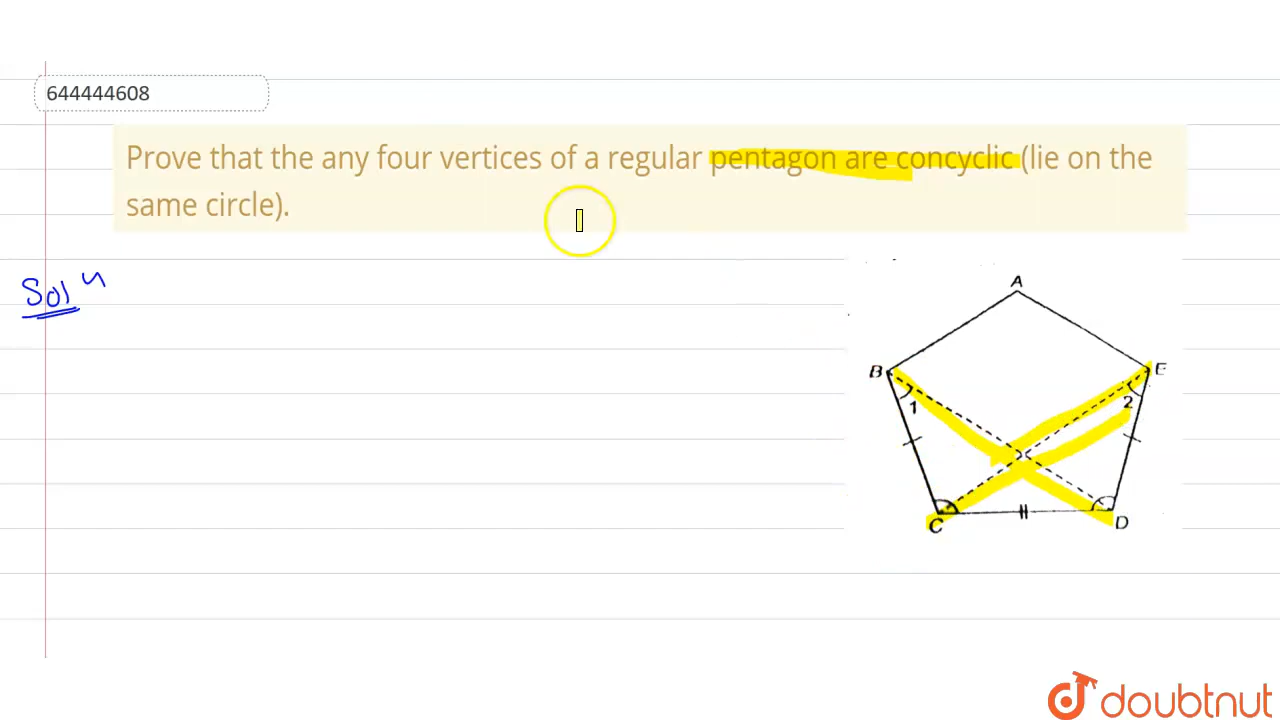 644444608
Prove that the any four vertices of a regular pentagon are concyclic (lie on the
same circle).
Sol
A
B
E
1
2
C
D
doubtnut